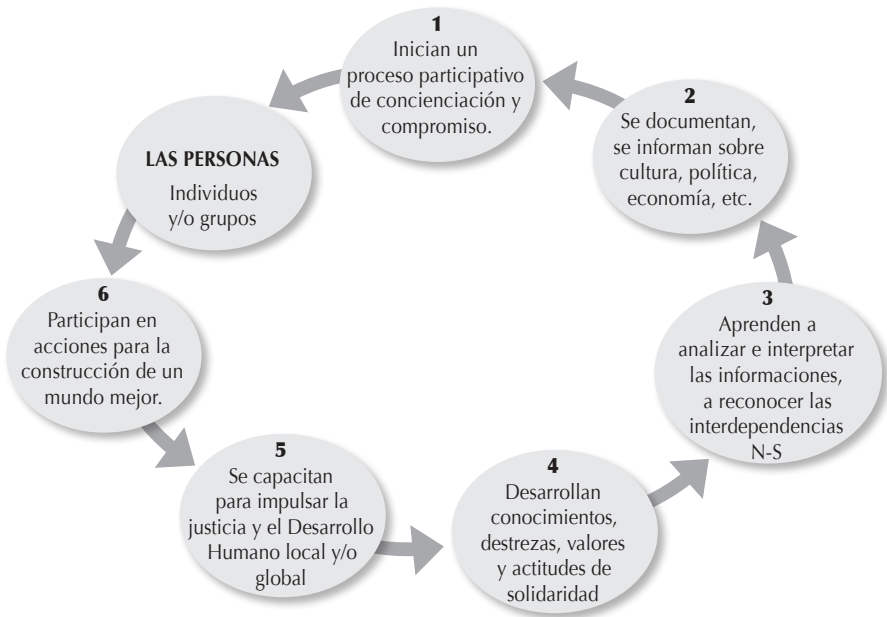 1
Inician un
proceso participativo
de concienciación y
compromiso.
2
Se documentan,
se informan sobre
cultura, política,
economía, etc.
LAS PERSONAS
Individuos
y/o grupos
3
Aprenden a
analizar e interpretar
las informaciones,
a reconocer las
interdependencias
N-S
6
Participan en
acciones para la
construcción de un
mundo mejor.
5
Se capacitan
para impulsar la
justicia y el Desarrollo
Humano local y/o
global
4
Desarrollan
conocimientos,
destrezas, valores
y actitudes de
solidaridad